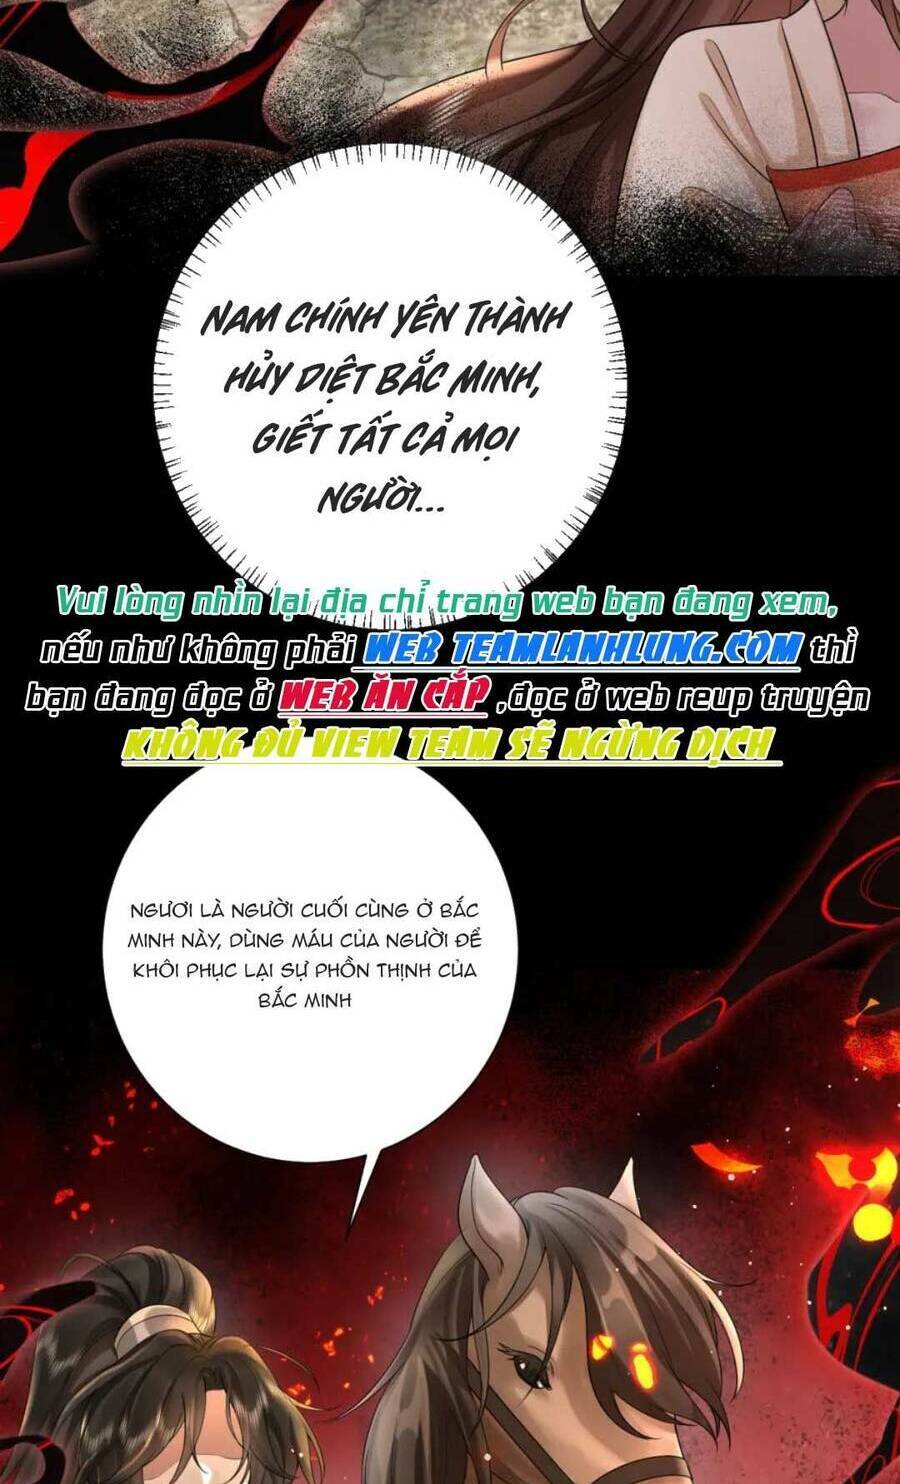 NAM CHÍNH YÊN THÀNH
HỦY DIỆT BẮC MINH,
GIẾT TẤT CẢ MỌI
NGƯỜI...
Vui lòng nhìn lại địa chỉ trang web bạn đang xem,
nếu như không phải WEB TEAMLANHLUNG.COM thì
bạn đang đọc ở WEB ĂN CẮP ,đọc ở web reup truyện
KHÔNG ĐỦ VIEW TEAM SẼ NGỪNG DỊCH
NGƯƠI LÀ NGƯỜI CUỐI CÙNG Ở BẮC
MINH NÀY, DÙNG MÁU CỦA NGƯỜI ĐỂ
KHÔI PHỤC LẠI SỰ PHỒN THỊNH CỦA
BẮC MINH